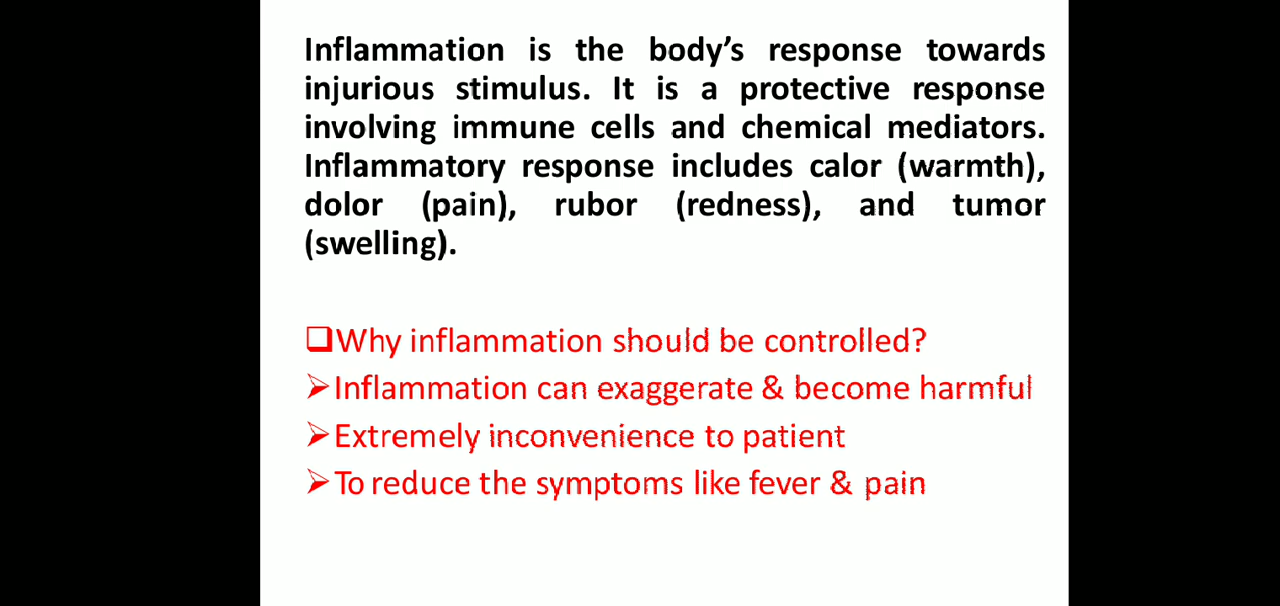 Inflammation is the body’s response towards
injurious stimulus. It is a protective response
involving immune cells and chemical mediators.
Inflammatory response includes calor (warmth),
dolor (pain), rubor (redness), and tumor
(swelling).
❑Why inflammation should be controlled?
➢Inflammation can exaggerate & become harmful
➢Extremely inconvenience to patient
➢To reduce the symptoms like fever & pain